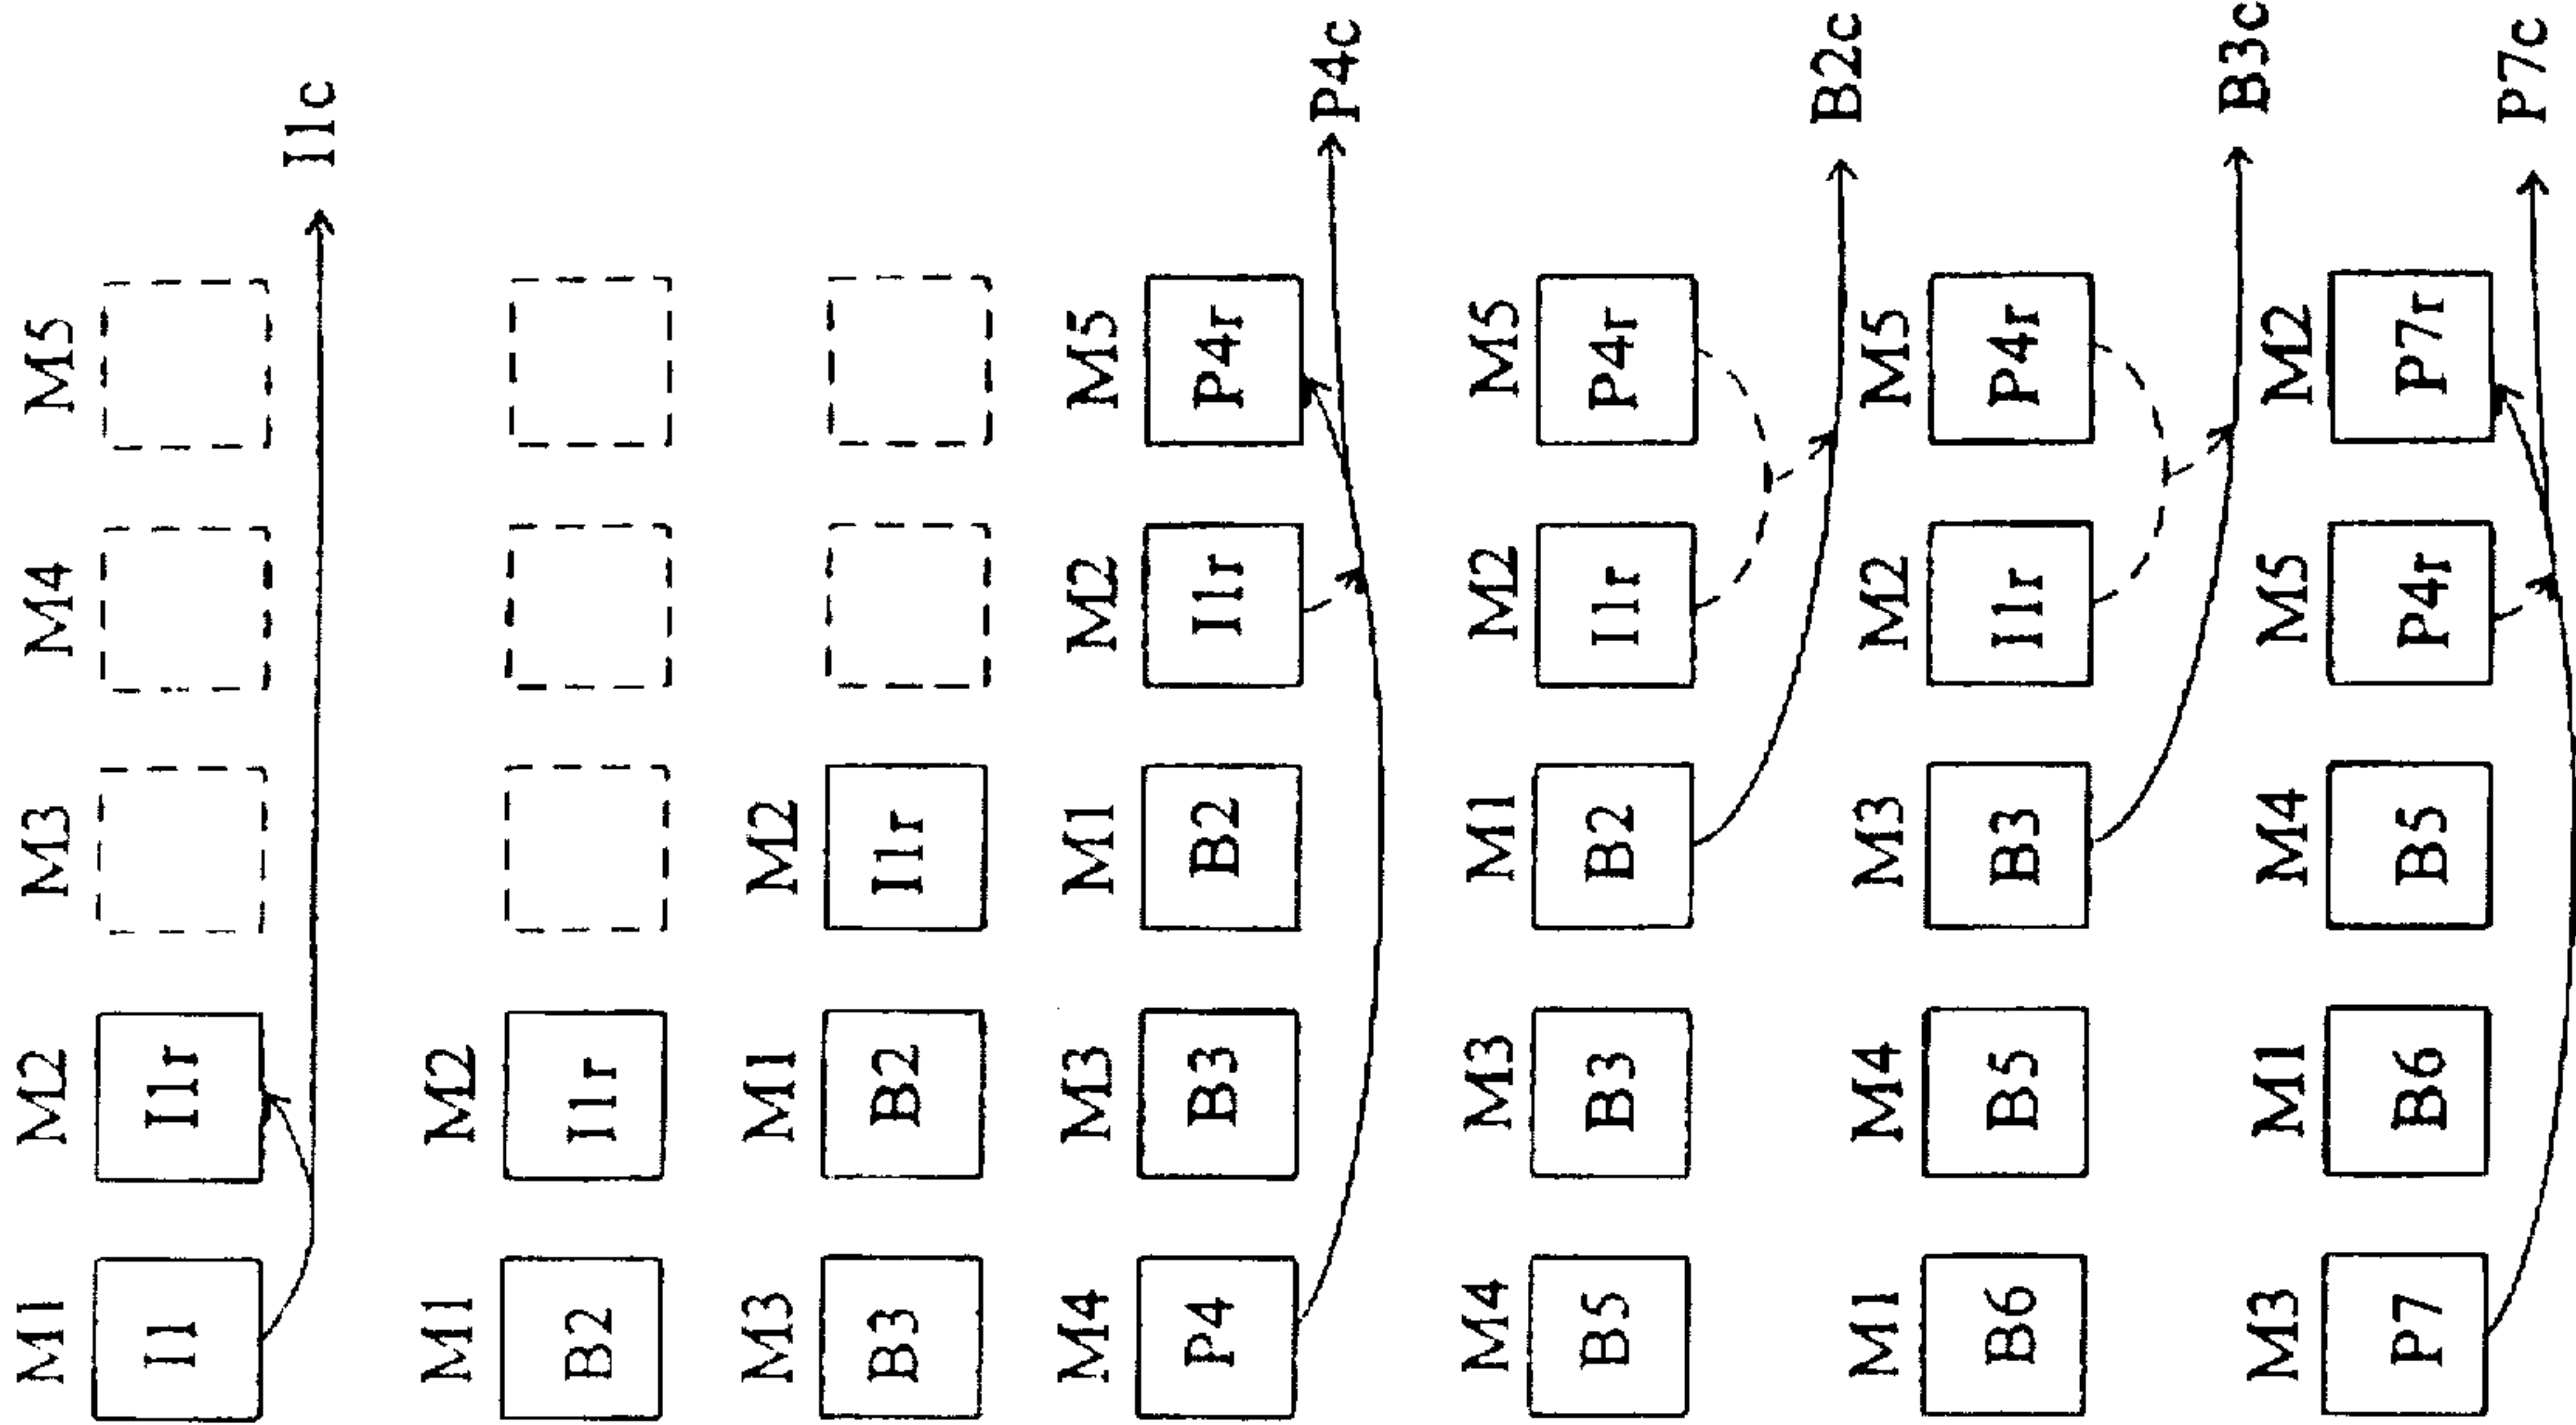 M1 M2 M3 M4 M5
I1 I1r
I1c
M1 M2
B2 I1r
M3 M1 M2
B3 B2 I1r
M4 M3 M1 M2 M5
P4 B3 B2 I1r P4r
P4c
M4 M3 M1 M2 M5
B5 B3 B2 I1r P4r
B2c
M1 M4 M3 M2 M5
B6 B5 B3 I1r P4r
B3c
M3 M1 M4 M5 M2
P7 B6 B5 P4r P7r
P7c